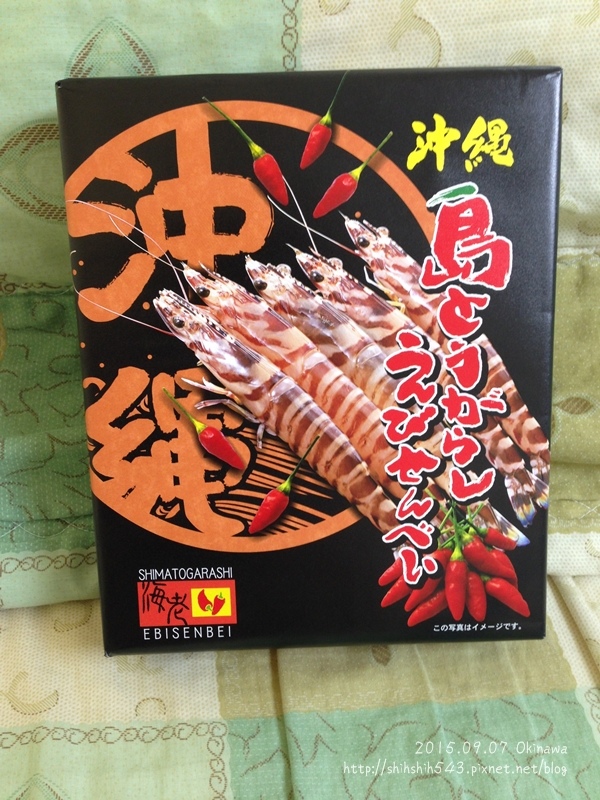 沖縄
沖縄
島とうがらし
えびせんべい
SHIMATOGARASHI
海老
EBISENBEI
この写真はイメージです。
2015.09.07 Okinawa
http://shihshih543.pixnet.net/blog